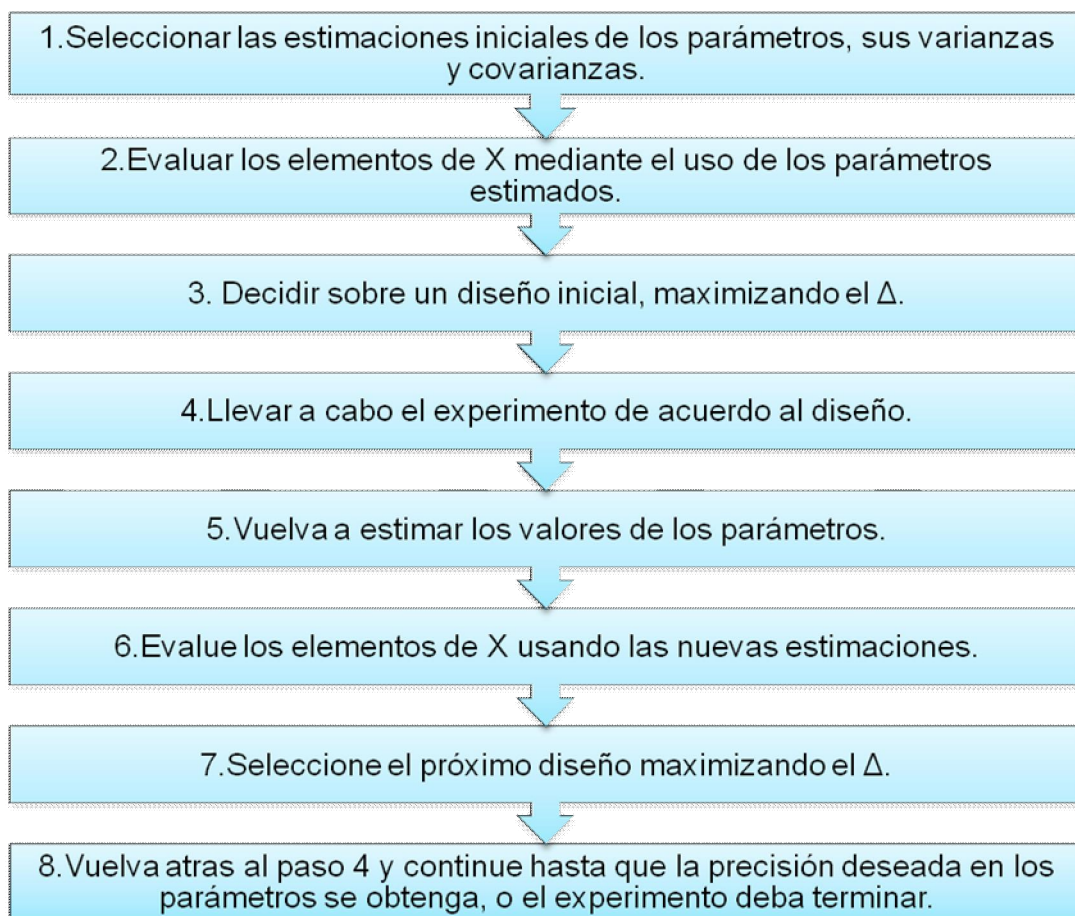 1.Seleccionar las estimaciones iniciales de los parámetros, sus varianzas
y covarianzas.
2.Evaluar los elementos de X mediante el uso de los parámetros
estimados.
3. Decidir sobre un diseño inicial, maximizando el Δ.
4.Llevar a cabo el experimento de acuerdo al diseño.
5.Vuelva a estimar los valores de los parámetros.
6.Evalue los elementos de X usando las nuevas estimaciones.
7.Seleccione el próximo diseño maximizando el Δ.
8.Vuelva atras al paso 4 y continue hasta que la precisión deseada en los
parámetros se obtenga, o el experimento deba terminar.